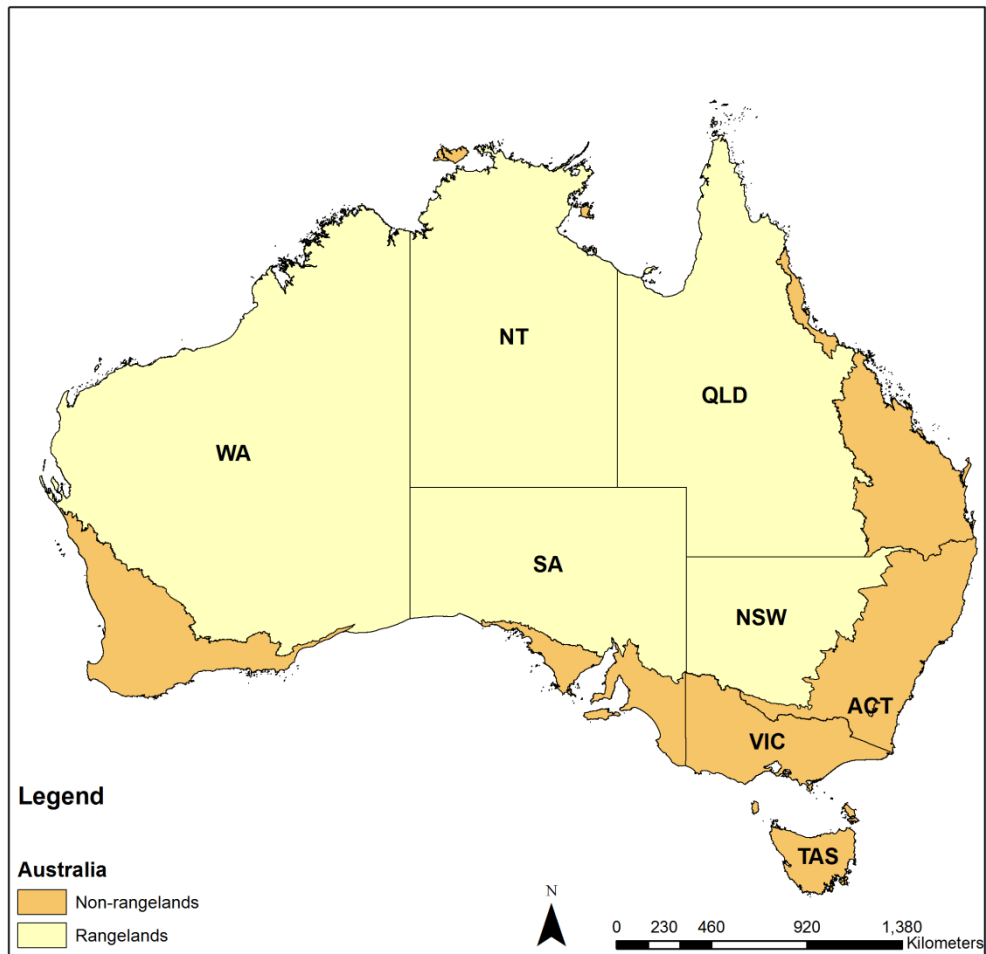 NT
QLD
WA
SA
NSW
ACT
VIC
TAS
Legend
Australia
Non-rangelands
Rangelands
N
0 230 460 920 1,380
Kilometers